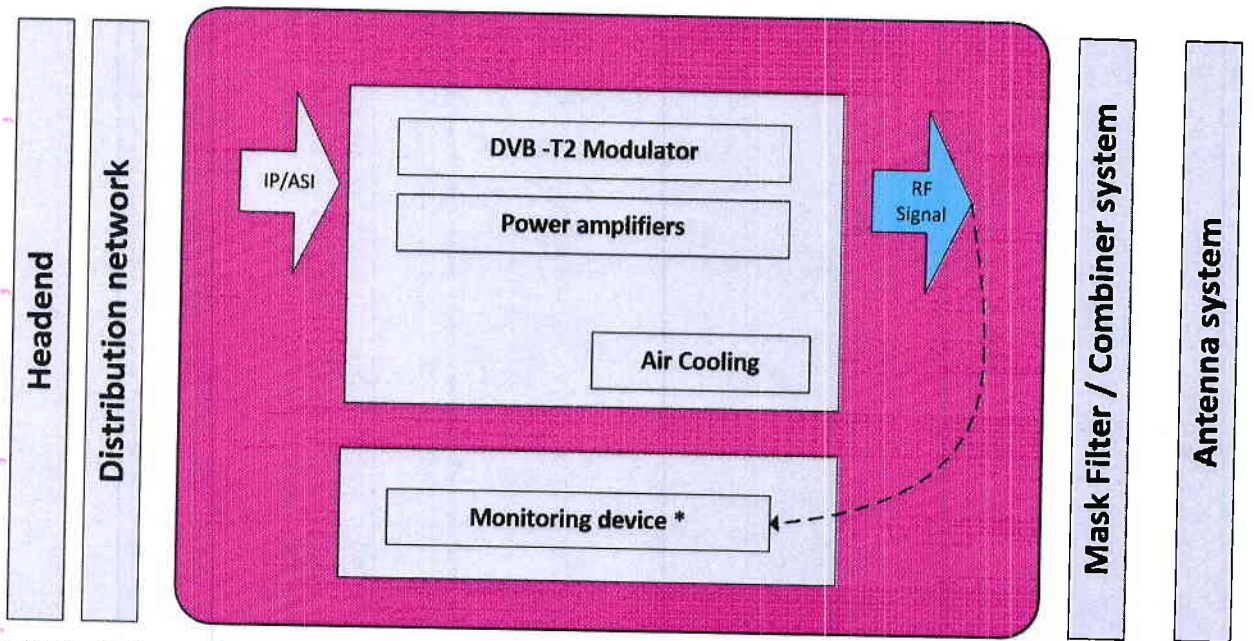 Headend
Distribution network
IP/ASI
DVB -T2 Modulator
Power amplifiers
Air Cooling
RF
Signal
Monitoring device *
Mask Filter / Combiner system
Antenna system